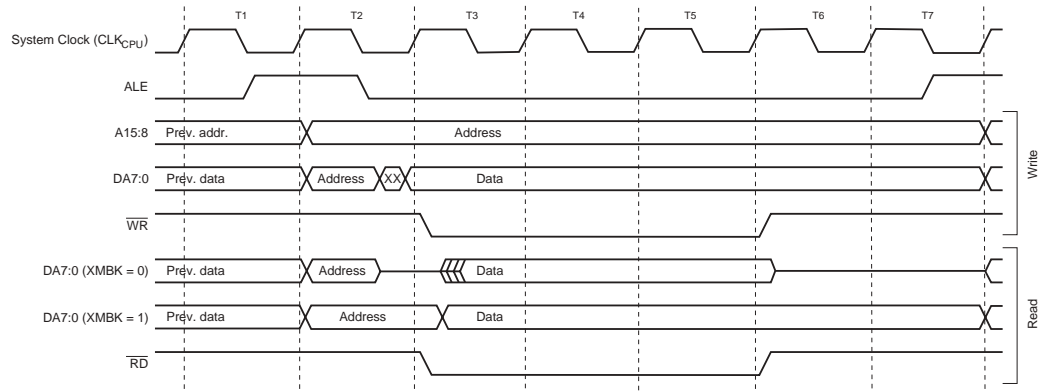 T1 T2 T3 T4 T5 T6 T7
System Clock (CLKCPU)
ALE
A15:8 Prev. addr. Address
DA7:0 Prev. data Address XX Data
WR
Write
DA7:0 (XMBK = 0) Prev. data Address Data
DA7:0 (XMBK = 1) Prev. data Address Data
RD
Read